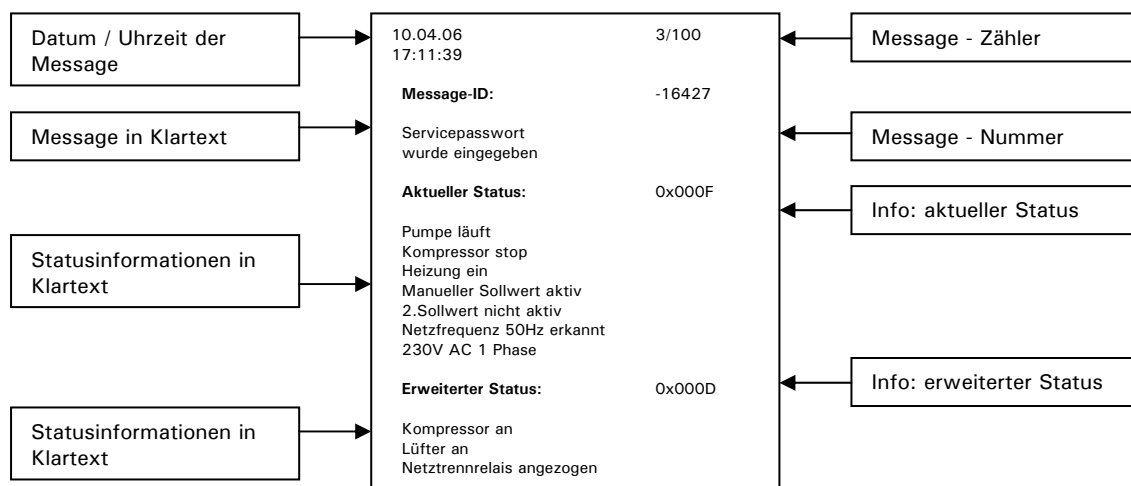 Datum / Uhrzeit der
Message
Message in Klartext
Statusinformationen in
Klartext
Statusinformationen in
Klartext
10.04.06 3/100
17:11:39
Message-ID: -16427
Servicepasswort
wurde eingegeben
Aktueller Status: 0x000F
Pumpe läuft
Kompressor stop
Heizung ein
Manueller Sollwert aktiv
2.Sollwert nicht aktiv
Netzfrequenz 50Hz erkannt
230V AC 1 Phase
Erweiterter Status: 0x000D
Kompressor an
Lüfter an
Netztrennrelais angezogen
Message - Zähler
Message - Nummer
Info: aktueller Status
Info: erweiterter Status